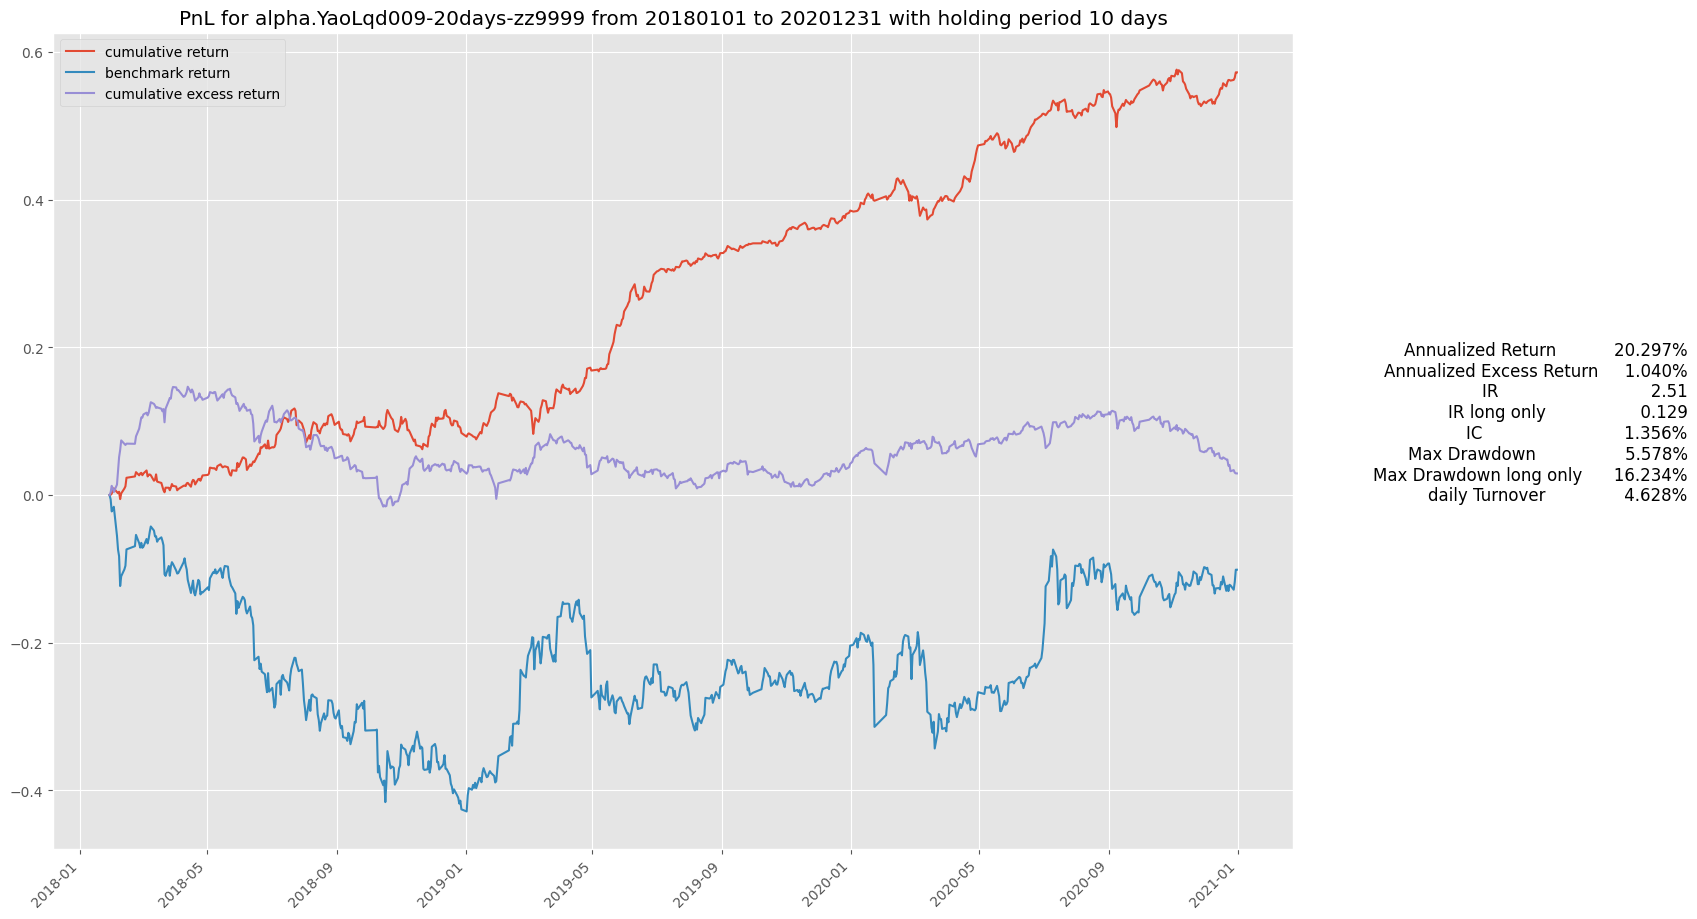 PnL for alpha.YaoLqd009-20days-zz9999 from 20180101 to 20201231 with holding period 10 days
cumulative return
benchmark return
cumulative excess return
0.6
0.4
0.2
0.0
−0.2
−0.4
2018-01
2018-05
2018-09
2019-01
2019-05
2019-09
2020-01
2020-05
2020-09
2021-01
Annualized Return 20.297%
Annualized Excess Return 1.040%
IR 2.51
IR long only 0.129
IC 1.356%
Max Drawdown 5.578%
Max Drawdown long only 16.234%
daily Turnover 4.628%